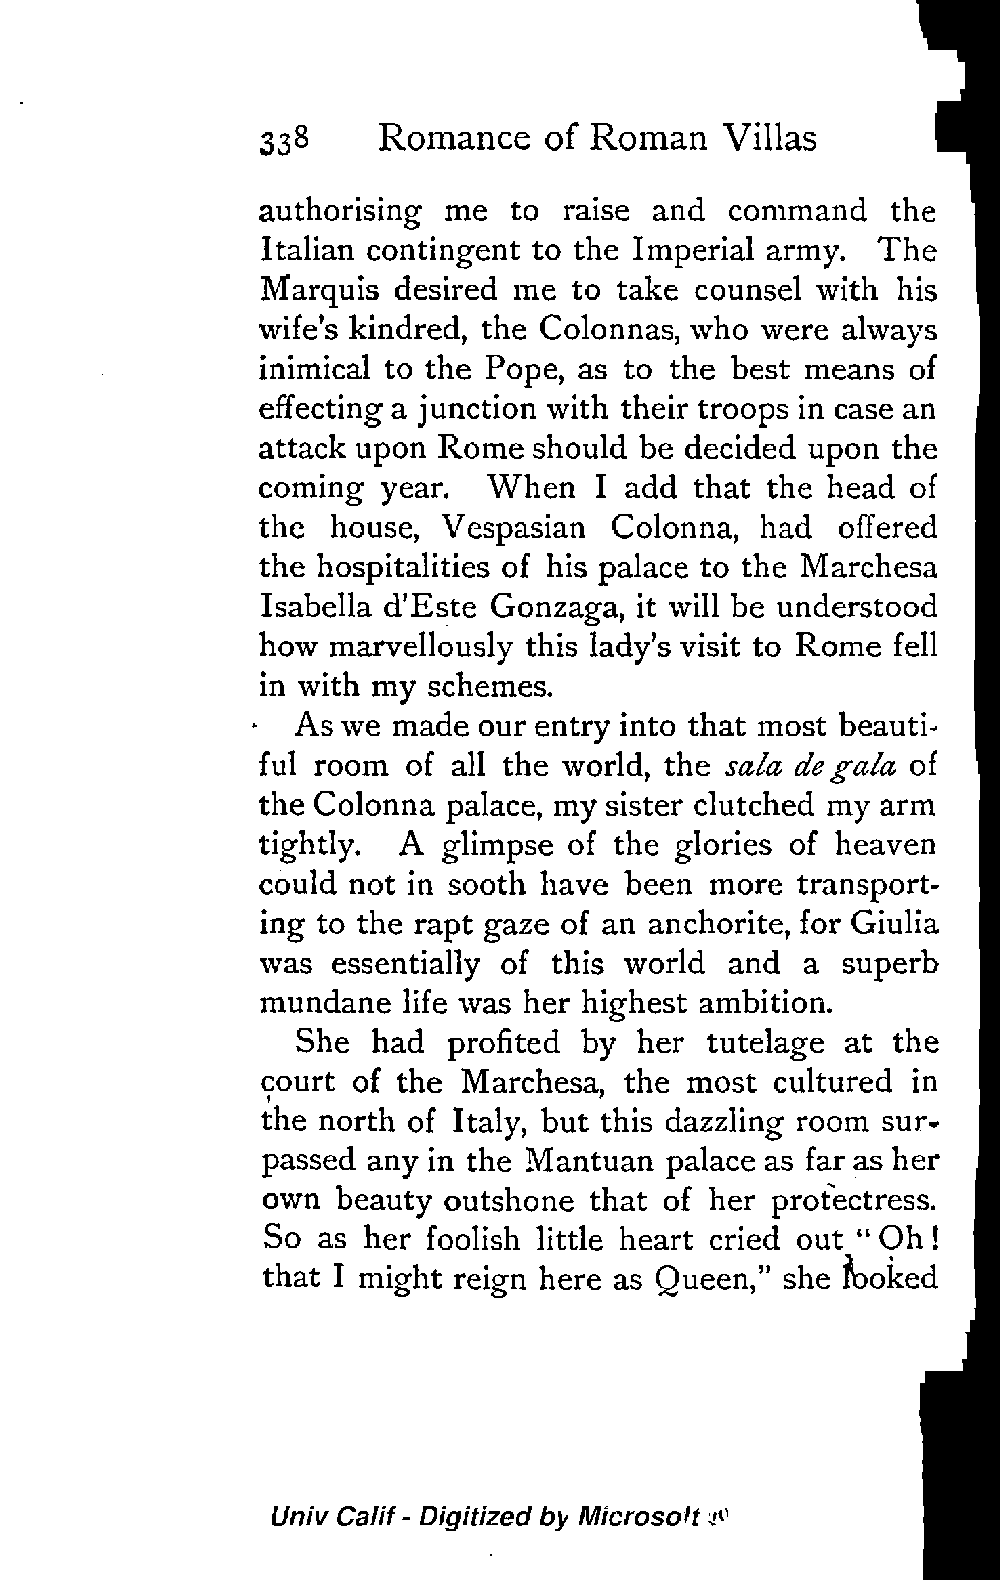 338 Romance of Roman Villas
authorising me to raise and command the
Italian contingent to the Imperial army. The
Marquis desired me to take counsel with his
wife's kindred, the Colonnas, who were always
inimical to the Pope, as to the best means of
effecting a junction with their troops in case an
attack upon Rome should be decided upon the
coming year. When I add that the head of
the house, Vespasian Colonna, had offered
the hospitalities of his palace to the Marchesa
Isabella d'Este Gonzaga, it will be understood
how marvellously this lady's visit to Rome fell
in with my schemes.
As we made our entry into that most beauti-
ful room of all the world, the sala de gala of
the Colonna palace, my sister clutched my arm
tightly. A glimpse of the glories of heaven
could not in sooth have been more transport-
ing to the rapt gaze of an anchorite, for Giulia
was essentially of this world and a superb
mundane life was her highest ambition.
She had profited by her tutelage at the
court of the Marchesa, the most cultured in
the north of Italy, but this dazzling room sur-
passed any in the Mantuan palace as far as her
own beauty outshone that of her protectress.
So as her foolish little heart cried out "Oh!
that I might reign here as Queen," she looked
Univ Calif - Digitized by Microsoft ®